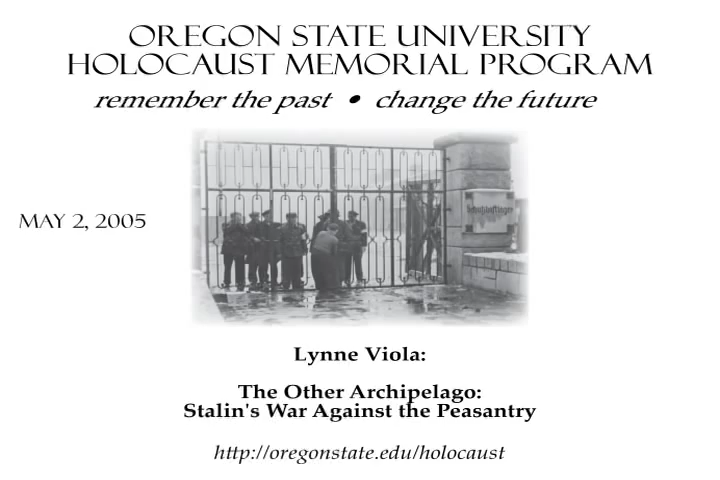 OREGON STATE UNIVERSITY
HOLOCAUST MEMORIAL PROGRAM
remember the past • change the future
MAY 2, 2005
Schutzhäftlinger
Lynne Viola:
The Other Archipelago:
Stalin's War Against the Peasantry
http://oregonstate.edu/holocaust